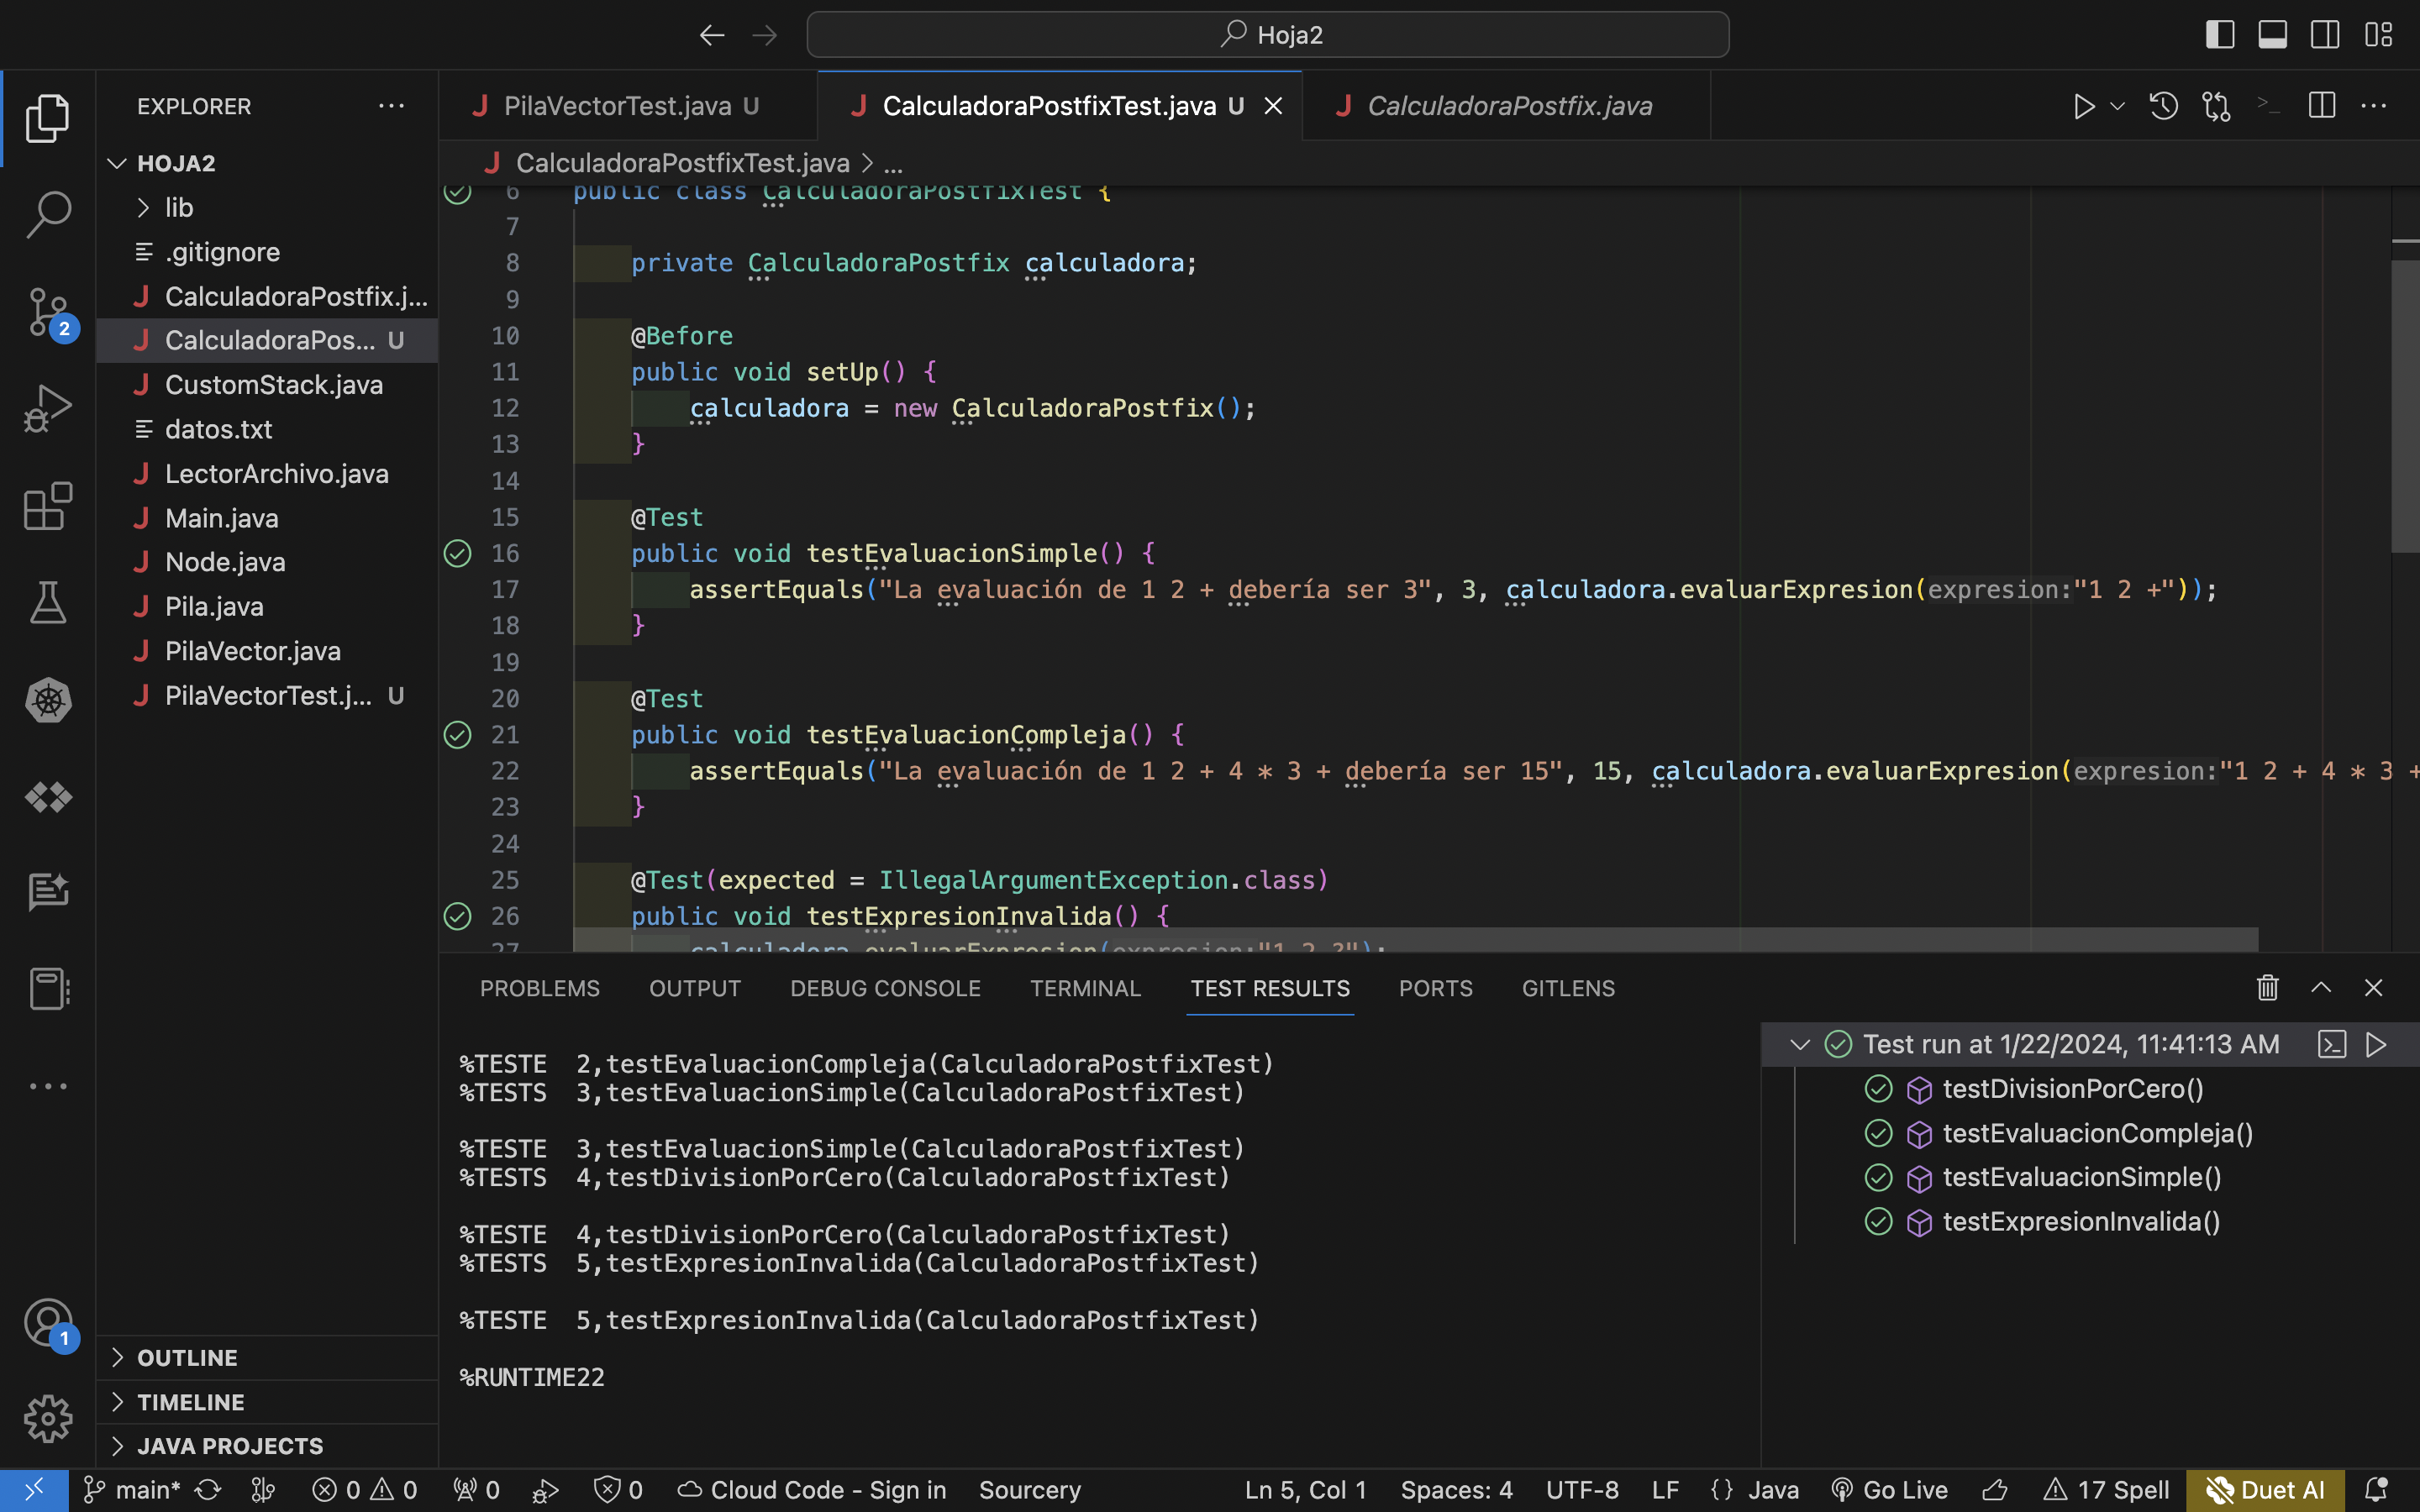 Hoja2
EXPLORER
HOJA2
lib
.gitignore
CalculadoraPostfix.j...
CalculadoraPos... U
CustomStack.java
datos.txt
LectorArchivo.java
Main.java
Node.java
Pila.java
PilaVector.java
PilaVectorTest.j... U
OUTLINE
TIMELINE
JAVA PROJECTS
2
1
PilaVectorTest.java U
CalculadoraPostfixTest.java U
CalculadoraPostfix.java
CalculadoraPostfixTest.java > ...
6 public class CalculadoraPostfixTest {
7
8 private CalculadoraPostfix calculadora;
9
10 @Before
11 public void setUp() {
12 calculadora = new CalculadoraPostfix();
13 }
14
15 @Test
16 public void testEvaluacionSimple() {
17 assertEquals("La evaluación de 1 2 + debería ser 3", 3, calculadora.evaluarExpresion(expresion:"1 2 +"));
18 }
19
20 @Test
21 public void testEvaluacionCompleja() {
22 assertEquals("La evaluación de 1 2 + 4 * 3 + debería ser 15", 15, calculadora.evaluarExpresion(expresion:"1 2 + 4 * 3 +
23 }
24
25 @Test(expected = IllegalArgumentException.class)
26 public void testExpresionInvalida() {
27 calculadora.evaluarExpresion(expresion:"1 2 ?");
PROBLEMS OUTPUT DEBUG CONSOLE TERMINAL TEST RESULTS PORTS GITLENS
%TESTE 2,testEvaluacionCompleja(CalculadoraPostfixTest)
%TESTS 3,testEvaluacionSimple(CalculadoraPostfixTest)
%TESTE 3,testEvaluacionSimple(CalculadoraPostfixTest)
%TESTS 4,testDivisionPorCero(CalculadoraPostfixTest)
%TESTE 4,testDivisionPorCero(CalculadoraPostfixTest)
%TESTS 5,testExpresionInvalida(CalculadoraPostfixTest)
%TESTE 5,testExpresionInvalida(CalculadoraPostfixTest)
%RUNTIME22
Test run at 1/22/2024, 11:41:13 AM
testDivisionPorCero()
testEvaluacionCompleja()
testEvaluacionSimple()
testExpresionInvalida()
main* 0 0 0 0 Cloud Code - Sign in Sourcery Ln 5, Col 1 Spaces: 4 UTF-8 LF {} Java Go Live 17 Spell Duet AI